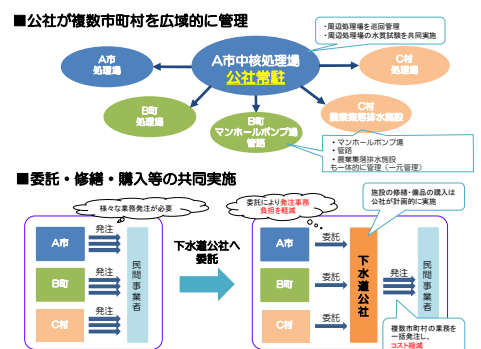 ■公社が複数市町村を広域的に管理
・周辺処理場を巡回管理
・周辺処理場の水質試験を共同実施
A市
処理場
A市中核処理場
公社常駐
C村
処理場
B町
処理場
B町
マンホールポンプ場
管路
C村
農業集落排水施設
・マンホールポンプ場
・管路
・農業集落排水施設
も一体的に管理（一元管理）
■委託・修繕・購入等の共同実施
様々な業務発注が必要
委託により発注事務
負担を軽減
施設の修繕・備品の購入は
公社が計画的に実施
A市
発注
B町
発注
C村
発注
民間事業者
下水道公社へ
委託
A市
委託
B町
委託
C村
委託
下水道公社
発注
民間事業者
複数市町村の業務を
一括発注し、
コスト縮減